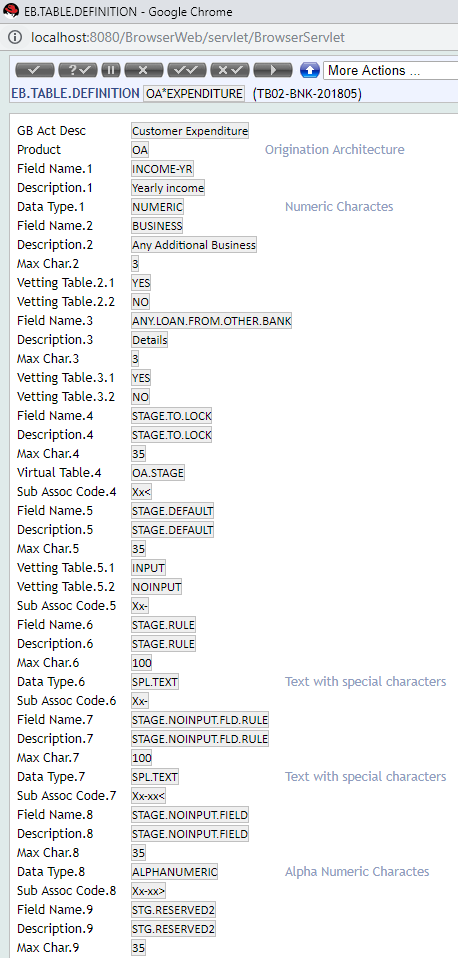 EB.TABLE.DEFINITION - Google Chrome
localhost:8080/BrowserWeb/servlet/BrowserServlet
More Actions ...
EB.TABLE.DEFINITION OA*EXPENDITURE (TB02-BNK-201805)
GB Act Desc Customer Expenditure
Product OA Origination Architecture
Field Name.1 INCOME-YR
Description.1 Yearly income
Data Type.1 NUMERIC Numeric Charactes
Field Name.2 BUSINESS
Description.2 Any Additional Business
Max Char.2 3
Vetting Table.2.1 YES
Vetting Table.2.2 NO
Field Name.3 ANY.LOAN.FROM.OTHER.BANK
Description.3 Details
Max Char.3 3
Vetting Table.3.1 YES
Vetting Table.3.2 NO
Field Name.4 STAGE.TO.LOCK
Description.4 STAGE.TO.LOCK
Max Char.4 35
Virtual Table.4 OA.STAGE
Sub Assoc Code.4 Xx<
Field Name.5 STAGE.DEFAULT
Description.5 STAGE.DEFAULT
Max Char.5 35
Vetting Table.5.1 INPUT
Vetting Table.5.2 NOINPUT
Sub Assoc Code.5 Xx-
Field Name.6 STAGE.RULE
Description.6 STAGE.RULE
Max Char.6 100
Data Type.6 SPL.TEXT Text with special characters
Sub Assoc Code.6 Xx-
Field Name.7 STAGE.NOINPUT.FLD.RULE
Description.7 STAGE.NOINPUT.FLD.RULE
Max Char.7 100
Data Type.7 SPL.TEXT Text with special characters
Sub Assoc Code.7 Xx-xx<
Field Name.8 STAGE.NOINPUT.FIELD
Description.8 STAGE.NOINPUT.FIELD
Max Char.8 35
Data Type.8 ALPHANUMERIC Alpha Numeric Charactes
Sub Assoc Code.8 Xx-xx>
Field Name.9 STG.RESERVED2
Description.9 STG.RESERVED2
Max Char.9 35